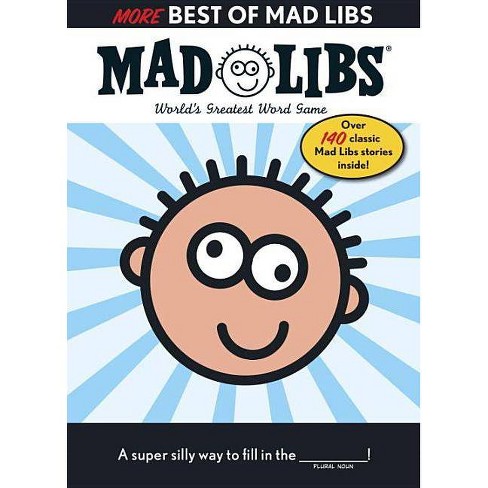 MORE BEST OF MAD LIBS
MAD LIBS®
World's Greatest Word Game
Over
140 classic
Mad Libs stories
inside!
A super silly way to fill in the __________!
PLURAL NOUN